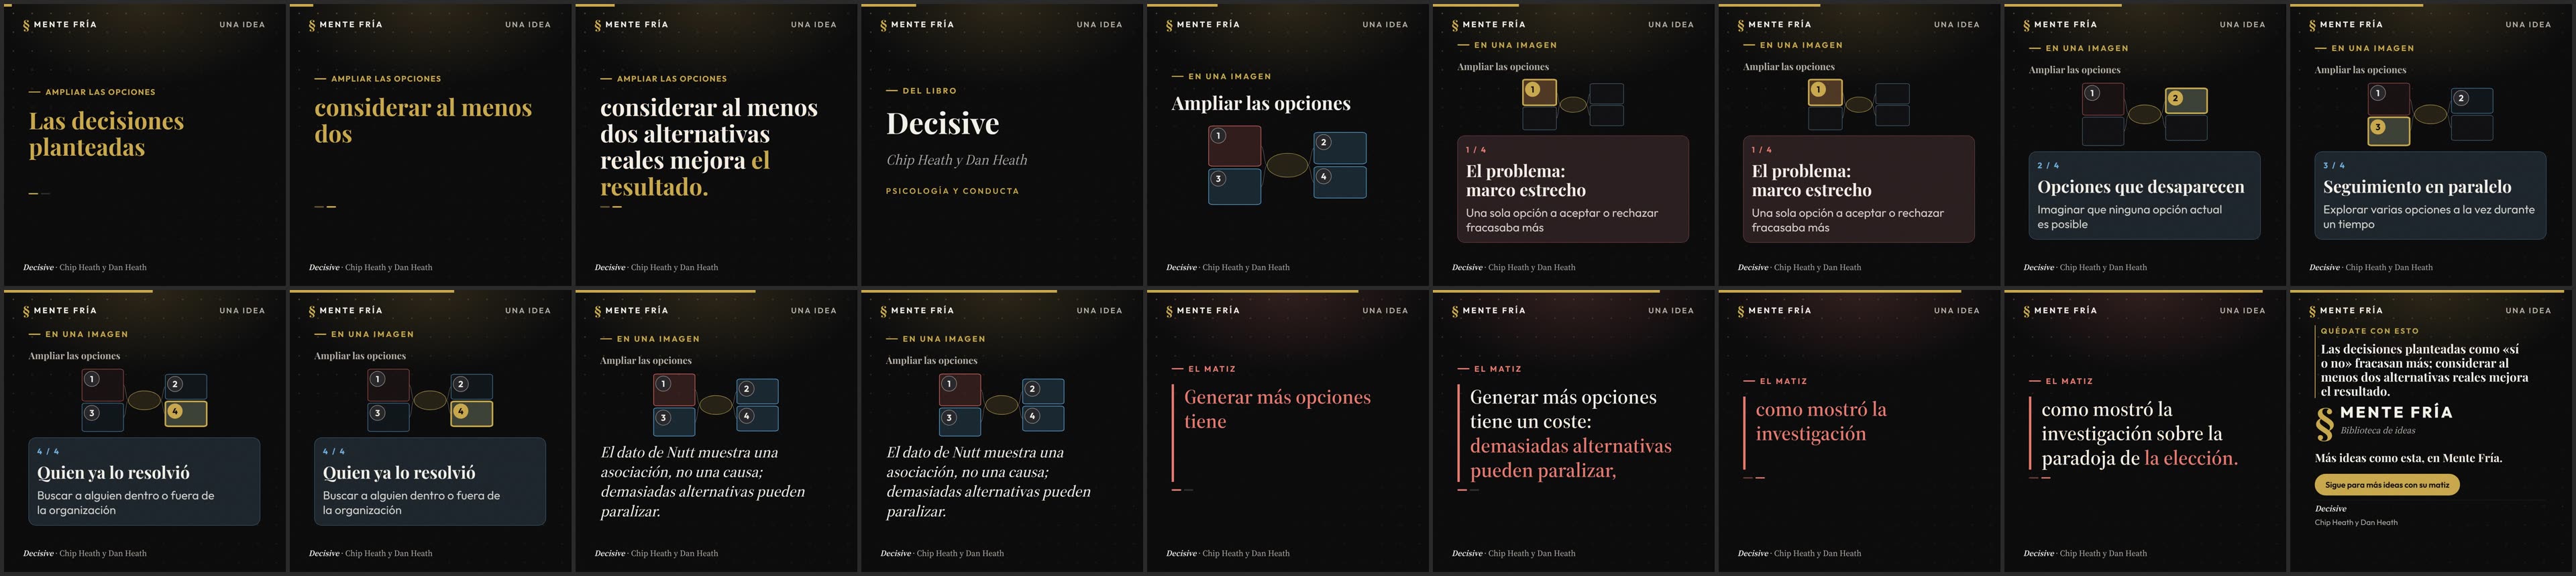 § MENTE FRÍA
UNA IDEA
— AMPLIAR LAS OPCIONES
Las decisiones
planteadas
Decisive · Chip Heath y Dan Heath
§ MENTE FRÍA
UNA IDEA
— AMPLIAR LAS OPCIONES
considerar al menos
dos
Decisive · Chip Heath y Dan Heath
§ MENTE FRÍA
UNA IDEA
— AMPLIAR LAS OPCIONES
considerar al menos
dos alternativas
reales mejora el
resultado.
Decisive · Chip Heath y Dan Heath
§ MENTE FRÍA
UNA IDEA
— DEL LIBRO
Decisive
Chip Heath y Dan Heath
PSICOLOGÍA Y CONDUCTA
§ MENTE FRÍA
UNA IDEA
— EN UNA IMAGEN
Ampliar las opciones
1
2
3
4
Decisive · Chip Heath y Dan Heath
§ MENTE FRÍA
UNA IDEA
— EN UNA IMAGEN
Ampliar las opciones
1
1 / 4
El problema:
marco estrecho
Una sola opción a aceptar o rechazar
fracasaba más
Decisive · Chip Heath y Dan Heath
§ MENTE FRÍA
UNA IDEA
— EN UNA IMAGEN
Ampliar las opciones
1
1 / 4
El problema:
marco estrecho
Una sola opción a aceptar o rechazar
fracasaba más
Decisive · Chip Heath y Dan Heath
§ MENTE FRÍA
UNA IDEA
— EN UNA IMAGEN
Ampliar las opciones
1
2
2 / 4
Opciones que desaparecen
Imaginar que ninguna opción actual
es posible
Decisive · Chip Heath y Dan Heath
§ MENTE FRÍA
UNA IDEA
— EN UNA IMAGEN
Ampliar las opciones
1
2
3
3 / 4
Seguimiento en paralelo
Explorar varias opciones a la vez durante
un tiempo
Decisive · Chip Heath y Dan Heath
§ MENTE FRÍA
UNA IDEA
— EN UNA IMAGEN
Ampliar las opciones
1
2
3
4
4 / 4
Quien ya lo resolvió
Buscar a alguien dentro o fuera de
la organización
Decisive · Chip Heath y Dan Heath
§ MENTE FRÍA
UNA IDEA
— EN UNA IMAGEN
Ampliar las opciones
1
2
3
4
4 / 4
Quien ya lo resolvió
Buscar a alguien dentro o fuera de
la organización
Decisive · Chip Heath y Dan Heath
§ MENTE FRÍA
UNA IDEA
— EN UNA IMAGEN
Ampliar las opciones
1
2
3
4
El dato de Nutt muestra una
asociación, no una causa;
demasiadas alternativas pueden
paralizar.
Decisive · Chip Heath y Dan Heath
§ MENTE FRÍA
UNA IDEA
— EN UNA IMAGEN
Ampliar las opciones
1
2
3
4
El dato de Nutt muestra una
asociación, no una causa;
demasiadas alternativas pueden
paralizar.
Decisive · Chip Heath y Dan Heath
§ MENTE FRÍA
UNA IDEA
— EL MATIZ
Generar más opciones
tiene
Decisive · Chip Heath y Dan Heath
§ MENTE FRÍA
UNA IDEA
— EL MATIZ
Generar más opciones
tiene un coste:
demasiadas alternativas
pueden paralizar,
Decisive · Chip Heath y Dan Heath
§ MENTE FRÍA
UNA IDEA
— EL MATIZ
como mostró la
investigación
Decisive · Chip Heath y Dan Heath
§ MENTE FRÍA
UNA IDEA
— EL MATIZ
como mostró la
investigación sobre la
paradoja de la elección.
Decisive · Chip Heath y Dan Heath
§ MENTE FRÍA
UNA IDEA
QUÉDATE CON ESTO
Las decisiones planteadas como «sí
o no» fracasan más; considerar al
menos dos alternativas reales mejora
el resultado.
§ MENTE FRÍA
Biblioteca de ideas
Más ideas como esta, en Mente Fría.
Sigue para más ideas con su matiz
Decisive
Chip Heath y Dan Heath